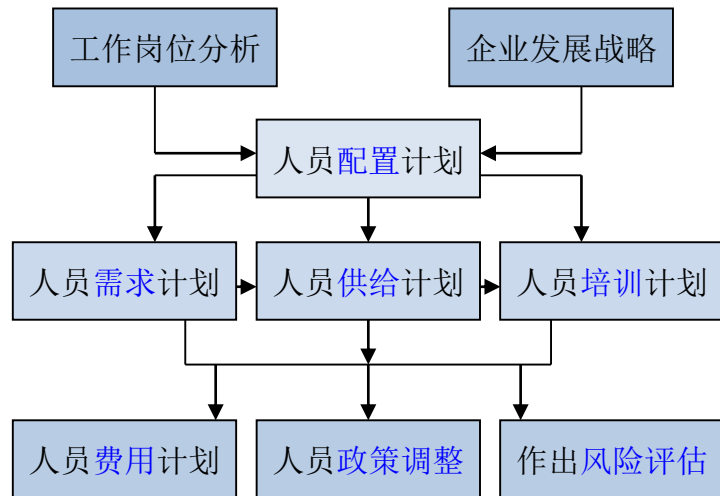 工作岗位分析
企业发展战略
人员配置计划
人员需求计划
人员供给计划
人员培训计划
人员费用计划
人员政策调整
作出风险评估